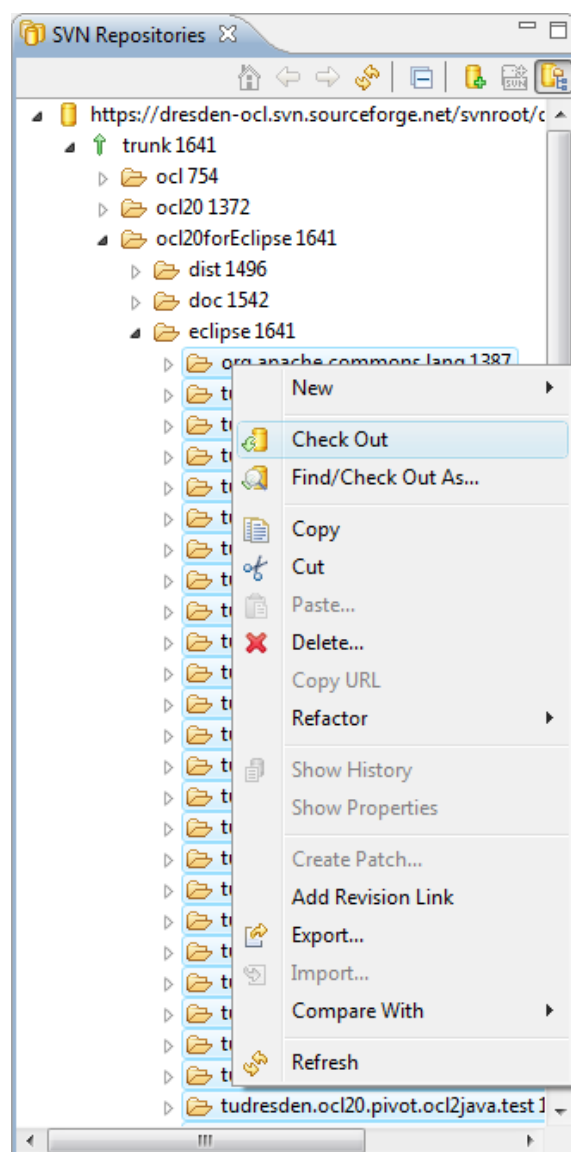 SVN Repositories
SVN
https://dresden-ocl.svn.sourceforge.net/svnroot/
trunk 1641
ocl 754
ocl20 1372
ocl20forEclipse 1641
dist 1496
doc 1542
eclipse 1641
org.apache.commons.lang 1387
New
Check Out
Find/Check Out As...
Copy
Cut
Paste...
Delete...
Copy URL
Refactor
Show History
Show Properties
Create Patch...
Add Revision Link
Export...
Import...
Compare With
Refresh
tudresden.ocl20.pivot.ocl2java.test 1